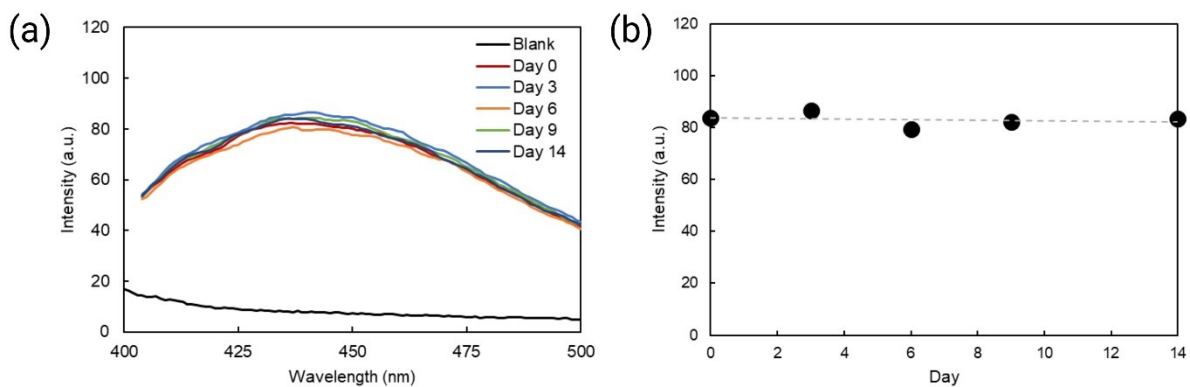 (a)
120
100
80
60
40
20
0
Intensity (a.u.)
Blank
Day 0
Day 3
Day 6
Day 9
Day 14
400 425 450 475 500
Wavelength (nm)
(b)
120
100
80
60
40
20
0
Intensity (a.u.)
0 2 4 6 8 10 12 14
Day